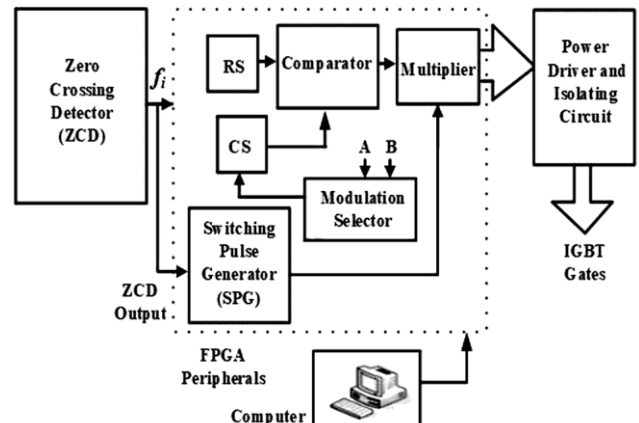 Zero
Crossing
Detector
(ZCD)
fi
RS
Comparator
Multiplier
Power
Driver and
Isolating
Circuit
CS
A B
Modulation
Selector
Switching
Pulse
Generator
(SPG)
ZCD
Output
IGBT
Gates
FPGA
Peripherals
Computer